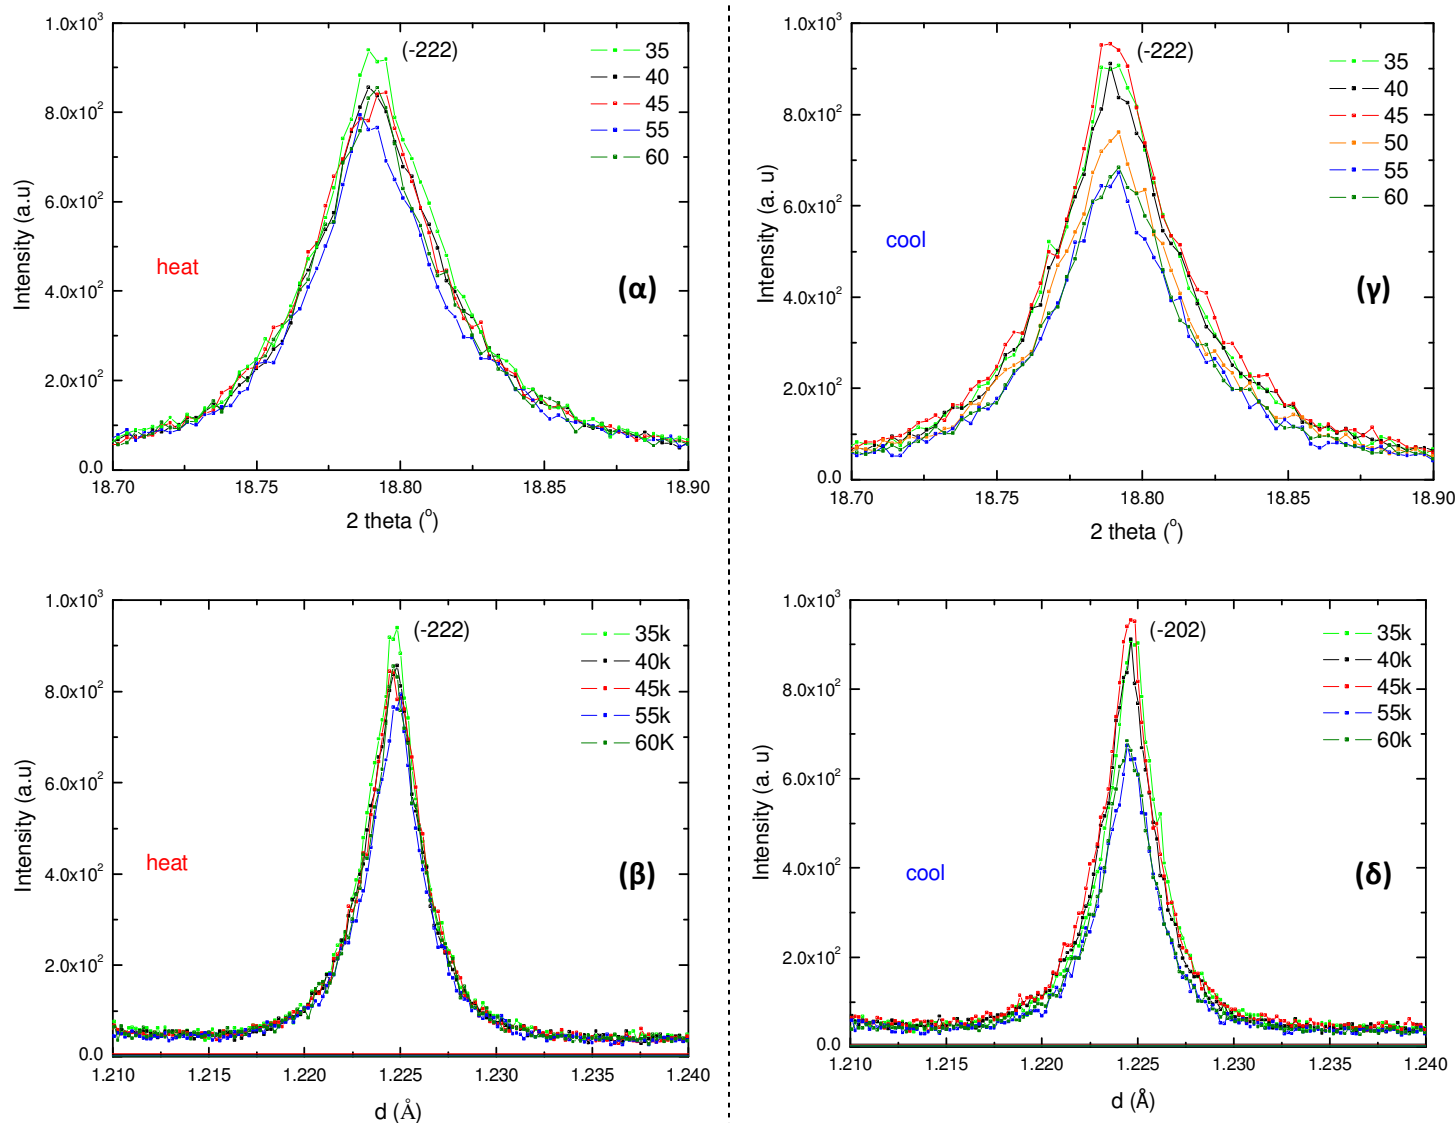 1.0x10³
8.0x10²
6.0x10²
4.0x10²
2.0x10²
0.0
Intensity (a.u)
(-222)
35
40
45
55
60
heat
(α)
18.70
18.75
18.80
18.85
18.90
2 theta (°)
1.0x10³
8.0x10²
6.0x10²
4.0x10²
2.0x10²
0.0
Intensity (a. u)
(-222)
35
40
45
50
55
60
cool
(γ)
18.70
18.75
18.80
18.85
18.90
2 theta (°)
1.0x10³
8.0x10²
6.0x10²
4.0x10²
2.0x10²
0.0
Intensity (a.u)
(-222)
35k
40k
45k
55k
60K
heat
(β)
1.210
1.215
1.220
1.225
1.230
1.235
1.240
d (Å)
1.0x10³
8.0x10²
6.0x10²
4.0x10²
2.0x10²
0.0
Intensity (a. u)
(-202)
35k
40k
45k
55k
60k
cool
(δ)
1.210
1.220
1.230
1.240
d (Å)